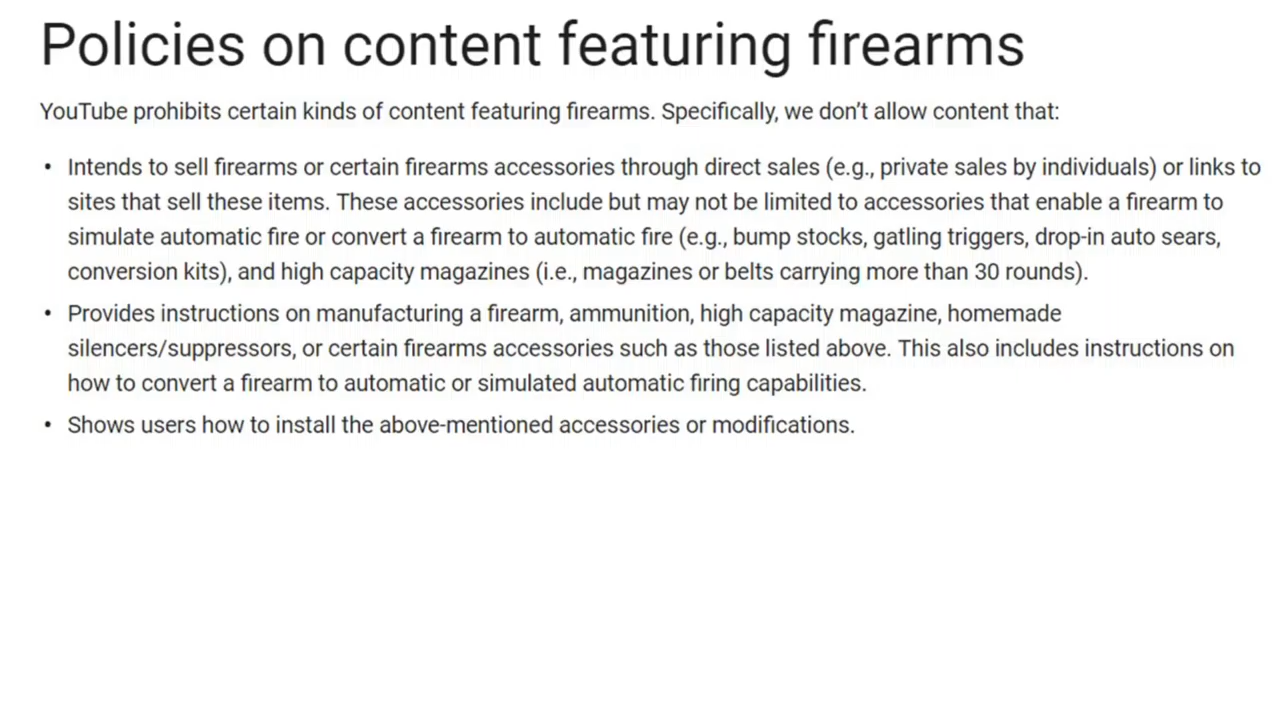 Policies on content featuring firearms
YouTube prohibits certain kinds of content featuring firearms. Specifically, we don’t allow content that:
• Intends to sell firearms or certain firearms accessories through direct sales (e.g., private sales by individuals) or links to
sites that sell these items. These accessories include but may not be limited to accessories that enable a firearm to
simulate automatic fire or convert a firearm to automatic fire (e.g., bump stocks, gatling triggers, drop-in auto sears,
conversion kits), and high capacity magazines (i.e., magazines or belts carrying more than 30 rounds).
• Provides instructions on manufacturing a firearm, ammunition, high capacity magazine, homemade
silencers/suppressors, or certain firearms accessories such as those listed above. This also includes instructions on
how to convert a firearm to automatic or simulated automatic firing capabilities.
• Shows users how to install the above-mentioned accessories or modifications.